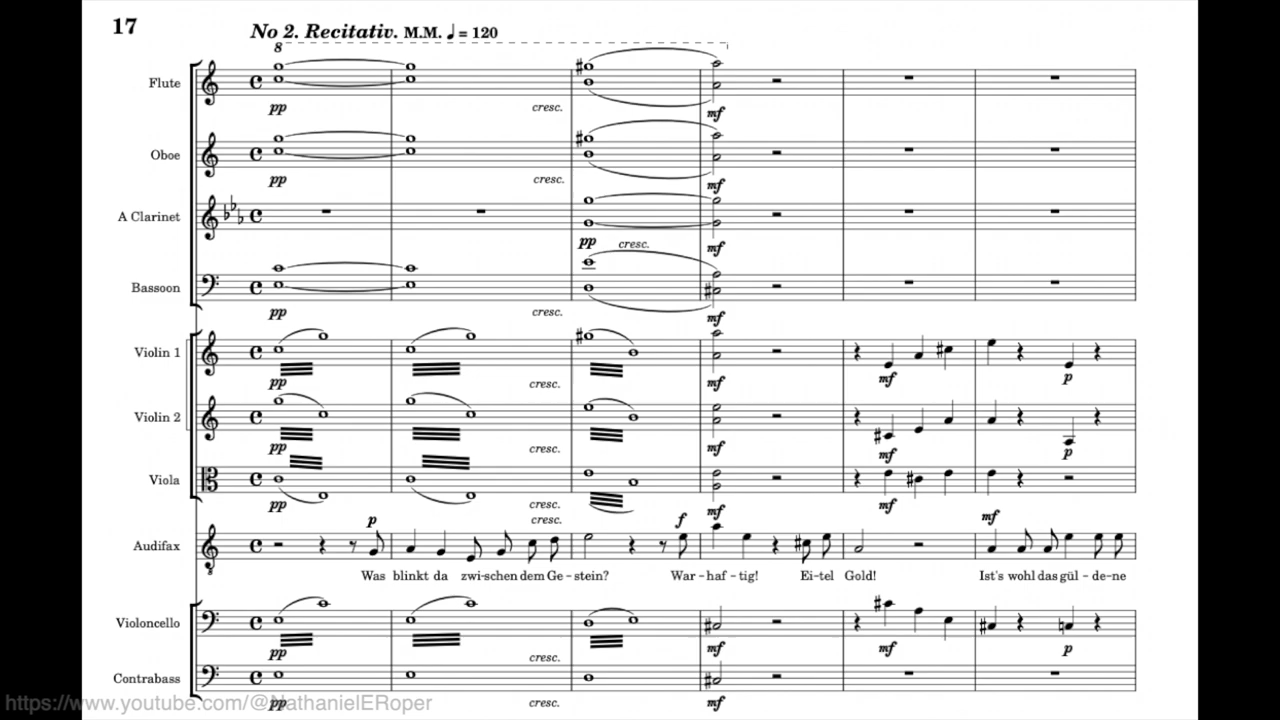 17
No 2. Recitativ. M.M. ♩ = 120
8
Flute
pp
cresc.
mf
Oboe
pp
cresc.
mf
A Clarinet
pp
cresc.
mf
Bassoon
pp
cresc.
mf
Violin 1
pp
cresc.
mf
mf
p
Violin 2
pp
cresc.
mf
mf
p
Viola
pp
cresc.
mf
mf
p
cresc.
f
mf
Audifax
Was blinkt da zwi-schen dem Ge-stein? War-haf-tig! Ei-tel Gold! Ist's wohl das gül-de-ne
Violoncello
pp
cresc.
mf
mf
p
Contrabass
pp
cresc.
mf
https://www.youtube.com/@NathanielERoper